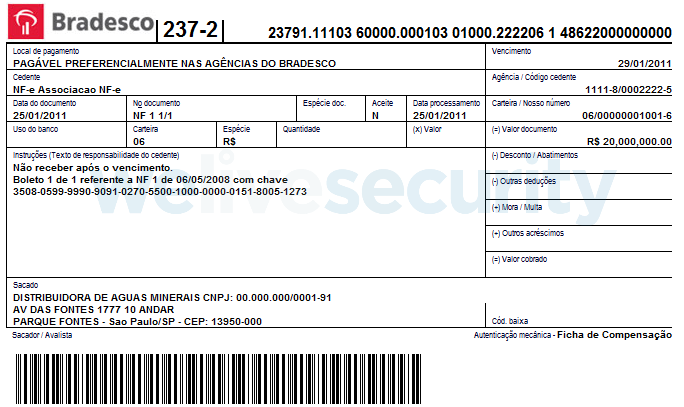 Bradesco 237-2 23791.11103 60000.000103 01000.222206 1 48622000000000
Local de pagamento Vencimento
PAGÁVEL PREFERENCIALMENTE NAS AGÊNCIAS DO BRADESCO 29/01/2011
Cedente Agência / Código cedente
NF-e Associacao NF-e 1111-8/0002222-5
Data do documento Ng documento Espécie doc. Aceite Data processamento Carteira / Nosso número
25/01/2011 NF 1 1/1 N 25/01/2011 06/00000001001-6
Uso do banco Carteira Espécie Quantidade (x) Valor (=) Valor documento
06 R$ R$ 20,000,000.00
Instruções (Texto de responsabilidade do cedente) (-) Desconto / Abatimentos
Não receber após o vencimento.
Boleto 1 de 1 referente a NF 1 de 06/05/2008 com chave (-) Outras deduções
3508-0599-9990-9091-0270-5500-1000-0000-0151-8005-1273
welivesecurity
(+) Mora / Multa
(+) Outros acréscimos
(=) Valor cobrado
Sacado
DISTRIBUIDORA DE AGUAS MINERAIS CNPJ: 00.000.000/0001-91
AV DAS FONTES 1777 10 ANDAR
PARQUE FONTES - Sao Paulo/SP - CEP: 13950-000 Cód. baixa
Sacador / Avalista Autenticação mecânica - Ficha de Compensação